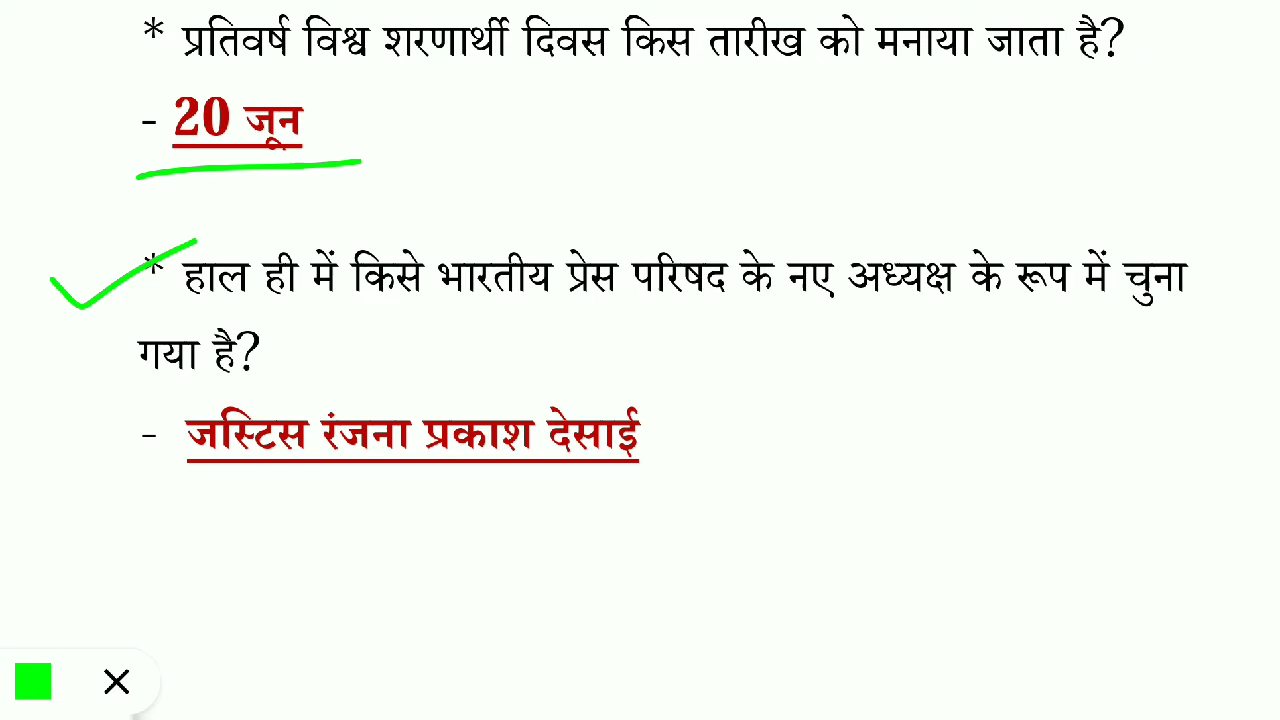 * प्रतिवर्ष विश्व शरणार्थी दिवस किस तारीख को मनाया जाता है?
- 20 जून
* हाल ही में किसे भारतीय प्रेस परिषद के नए अध्यक्ष के रूप में चुना
गया है?
- जस्टिस रंजना प्रकाश देसाई